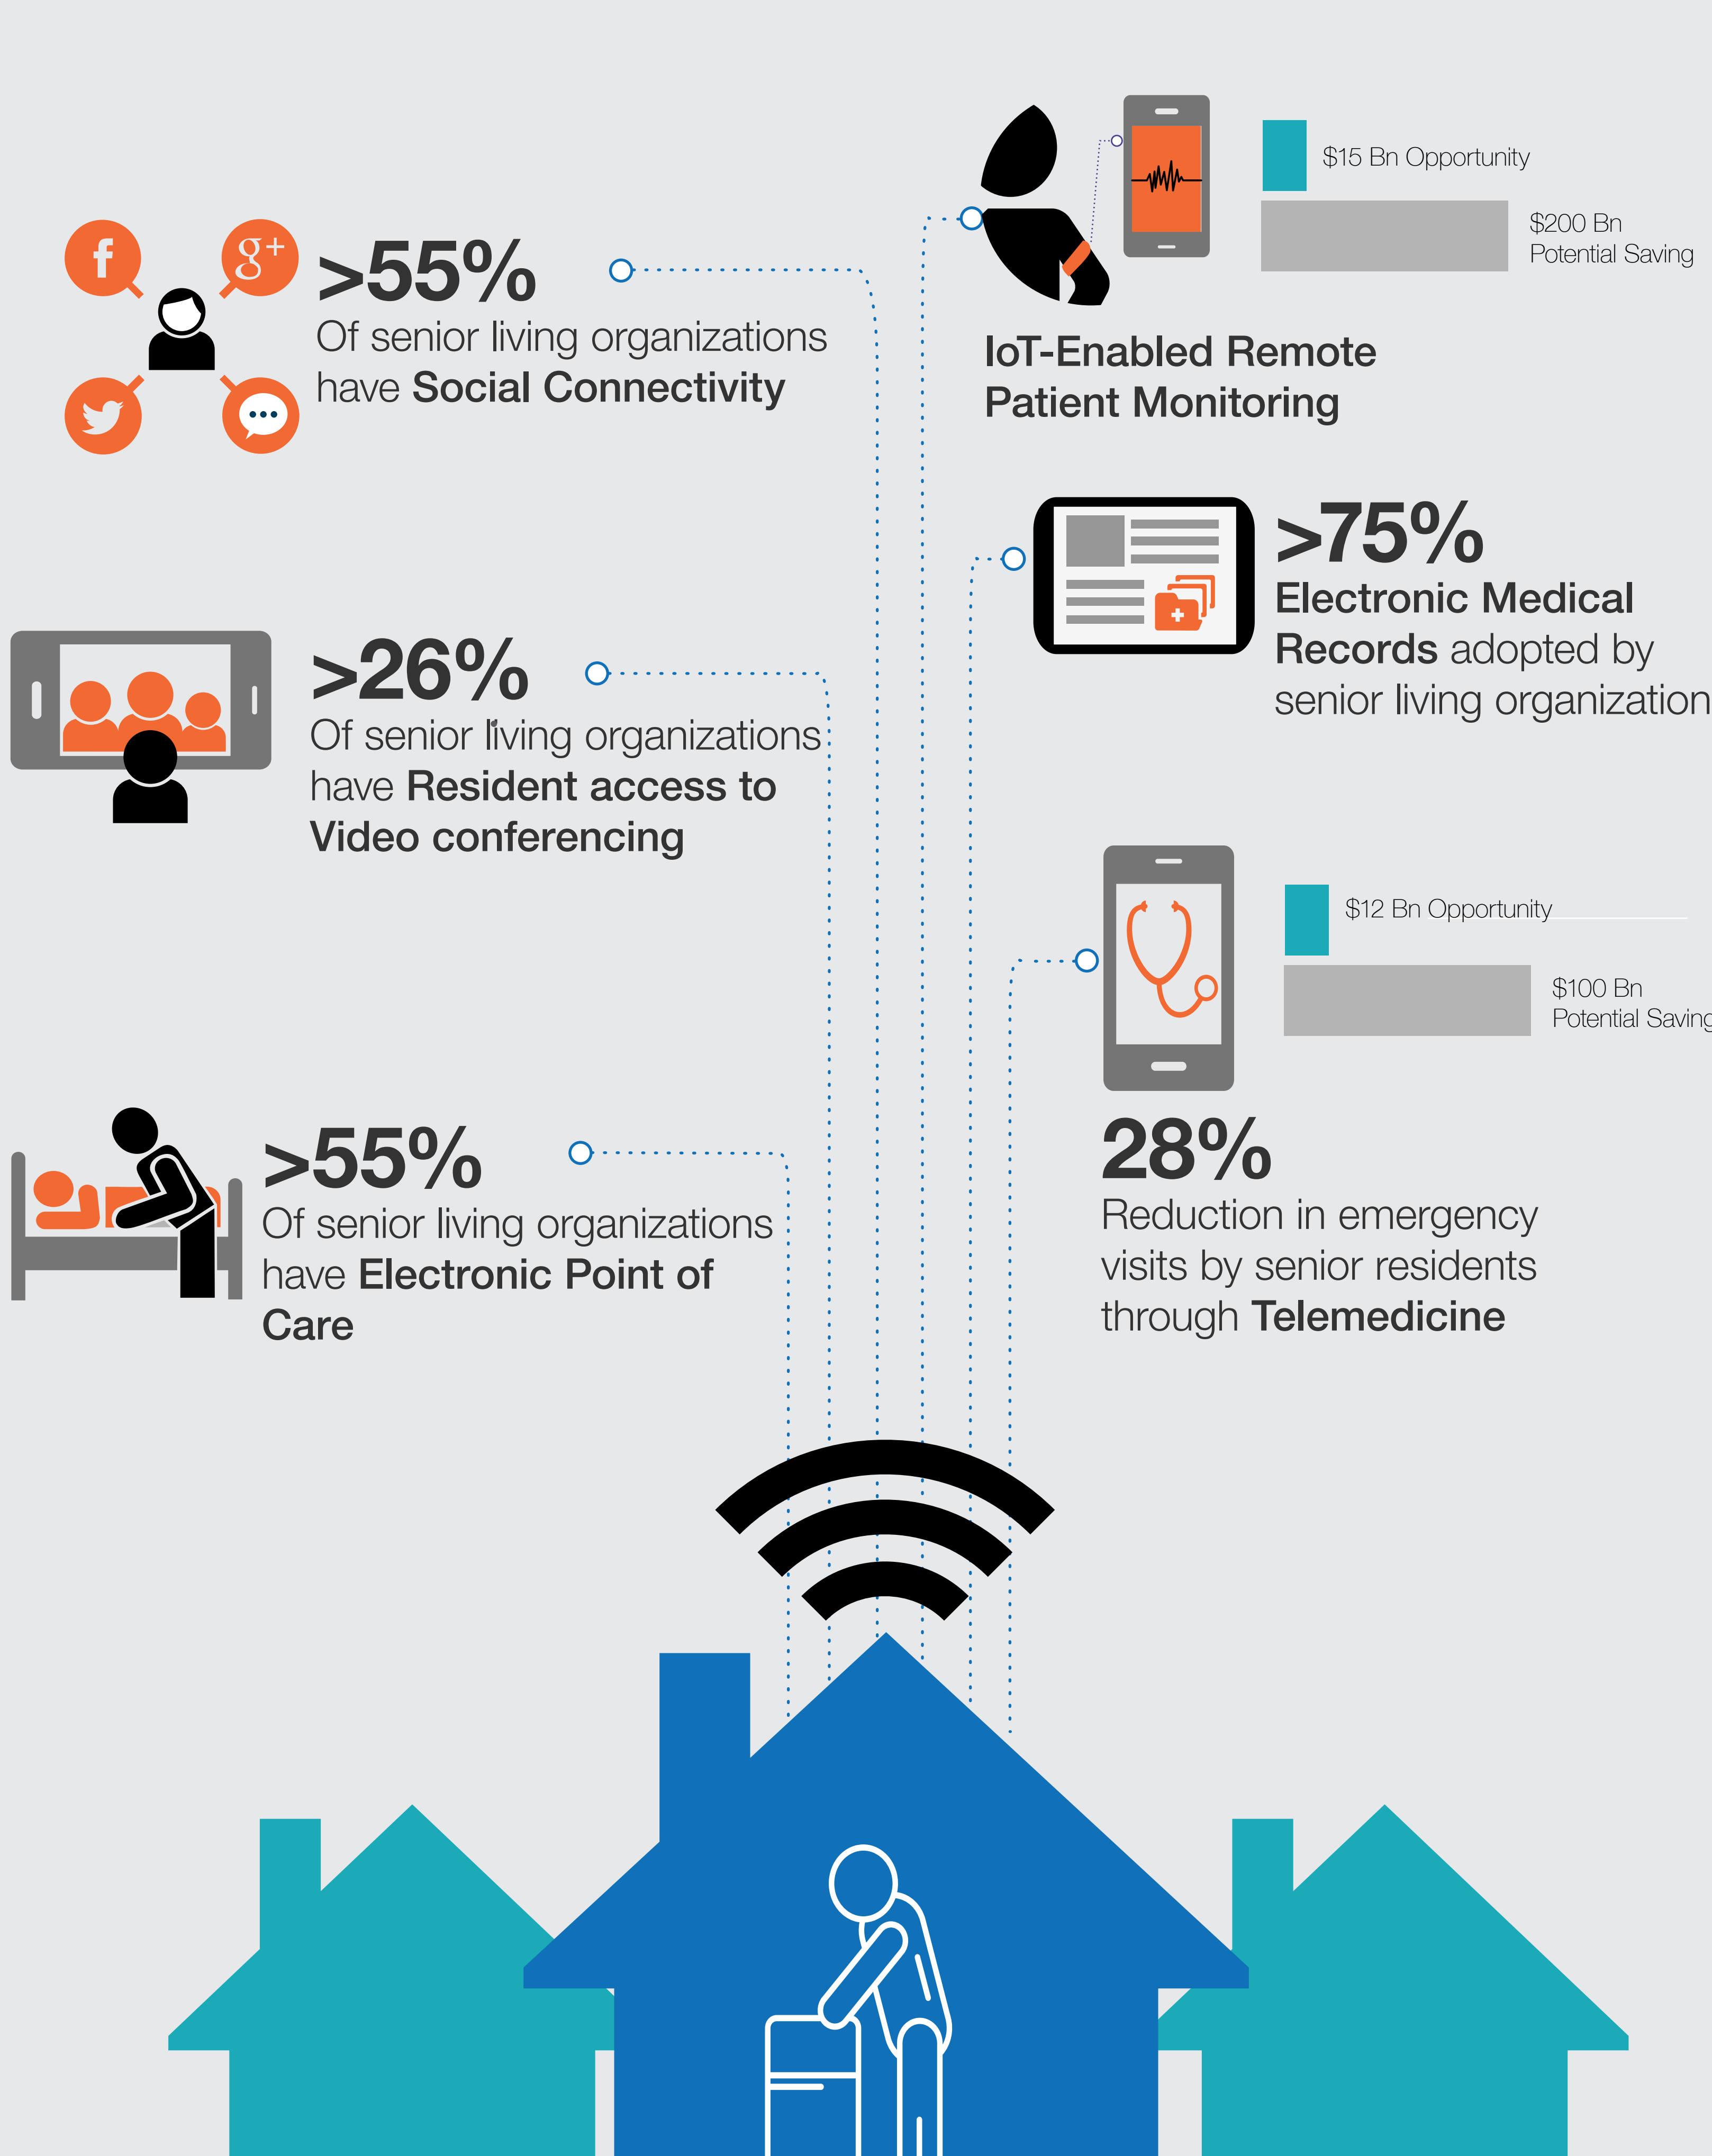 f
g+
>55%
Of senior living organizations
have Social Connectivity
$15 Bn Opportunity
$200 Bn
Potential Saving
IoT-Enabled Remote
Patient Monitoring
>75%
Electronic Medical
Records adopted by
senior living organization
>26%
Of senior living organizations
have Resident access to
Video conferencing
$12 Bn Opportunity
$100 Bn
Potential Saving
28%
Reduction in emergency
visits by senior residents
through Telemedicine
>55%
Of senior living organizations
have Electronic Point of
Care